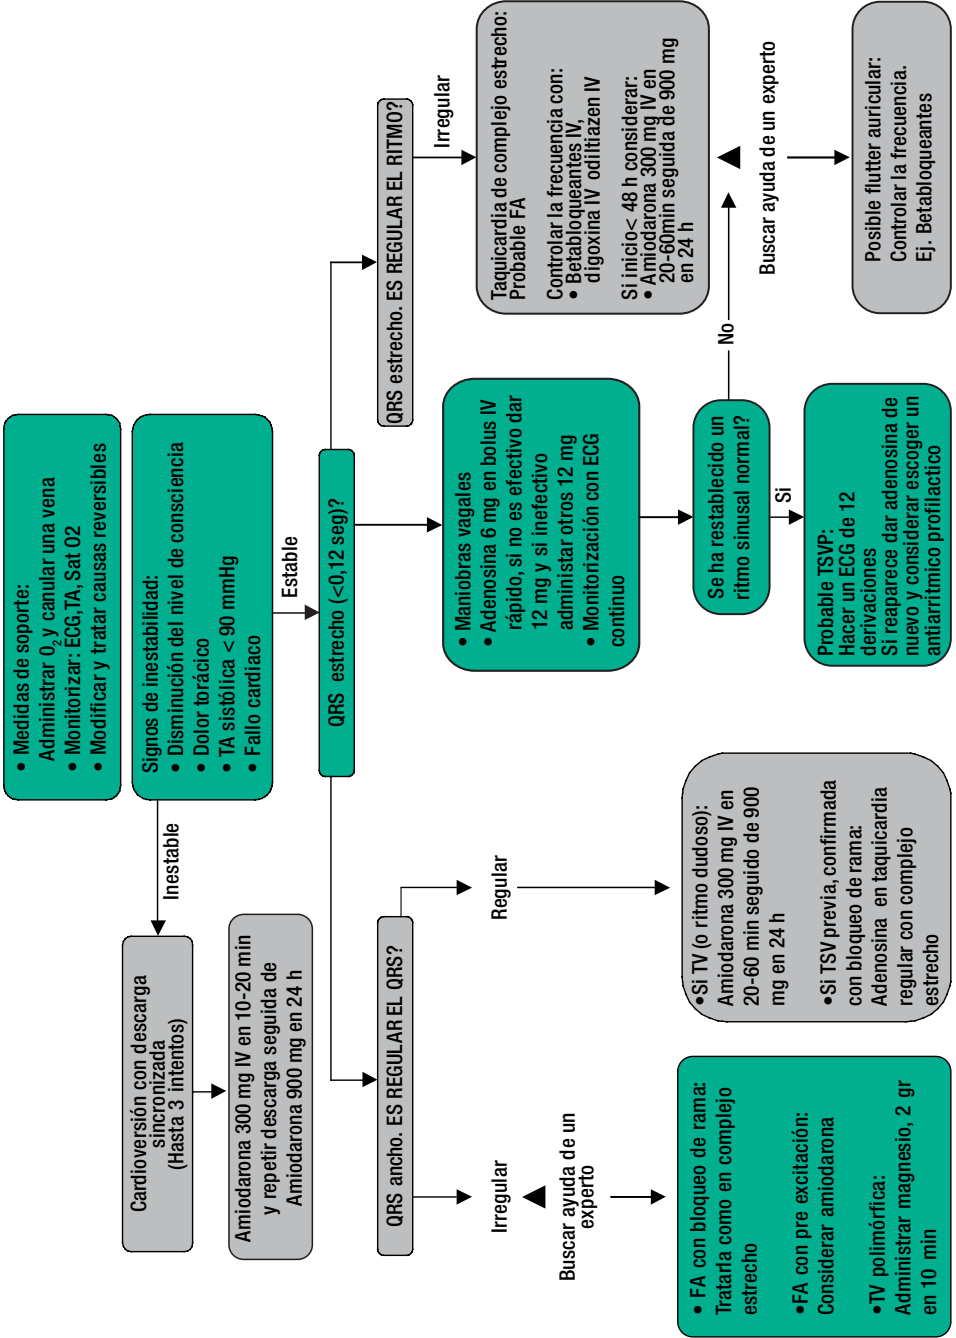 • Medidas de soporte:
Administrar O2 y canular una vena
• Monitorizar: ECG,TA, Sat O2
• Modificar y tratar causas reversibles
Signos de inestabilidad:
• Disminución del nivel de consciencia
• Dolor torácico
• TA sistólica < 90 mmHg
• Fallo cardiaco
Inestable
Cardioversión con descarga
sincronizada
(Hasta 3 intentos)
Amiodarona 300 mg IV en 10-20 min
y repetir descarga seguida de
Amiodarona 900 mg en 24 h
Estable
QRS estrecho (<0,12 seg)?
QRS ancho. ES REGULAR EL QRS?
Irregular
Buscar ayuda de un
experto
• FA con bloqueo de rama:
Tratarla como en complejo
estrecho
•FA con pre excitación:
Considerar amiodarona
•TV polimórfica:
Administrar magnesio, 2 gr
en 10 min
Regular
•Si TV (o ritmo dudoso):
Amiodarona 300 mg IV en
20-60 min seguido de 900
mg en 24 h
•Si TSV previa, confirmada
con bloqueo de rama:
Adenosina en taquicardia
regular con complejo
estrecho
• Maniobras vagales
• Adenosina 6 mg en bolus IV
rápido, si no es efectivo dar
12 mg y si inefectivo
administrar otros 12 mg
• Monitorización con ECG
continuo
Se ha restablecido un
ritmo sinusal normal?
Si
Probable TSVP:
Hacer un ECG de 12
derivaciones
Si reaparece dar adenosina de
nuevo y considerar escoger un
antiarritmico profilactico
No
QRS estrecho. ES REGULAR EL RITMO?
Irregular
Taquicardia de complejo estrecho:
Probable FA
Controlar la frecuencia con:
• Betabloqueantes IV,
digoxina IV odiltiazen IV
Si inicio< 48 h considerar:
• Amiodarona 300 mg IV en
20-60min seguida de 900 mg
en 24 h
Buscar ayuda de un experto
Posible flutter auricular:
Controlar la frecuencia.
Ej. Betabloqueantes